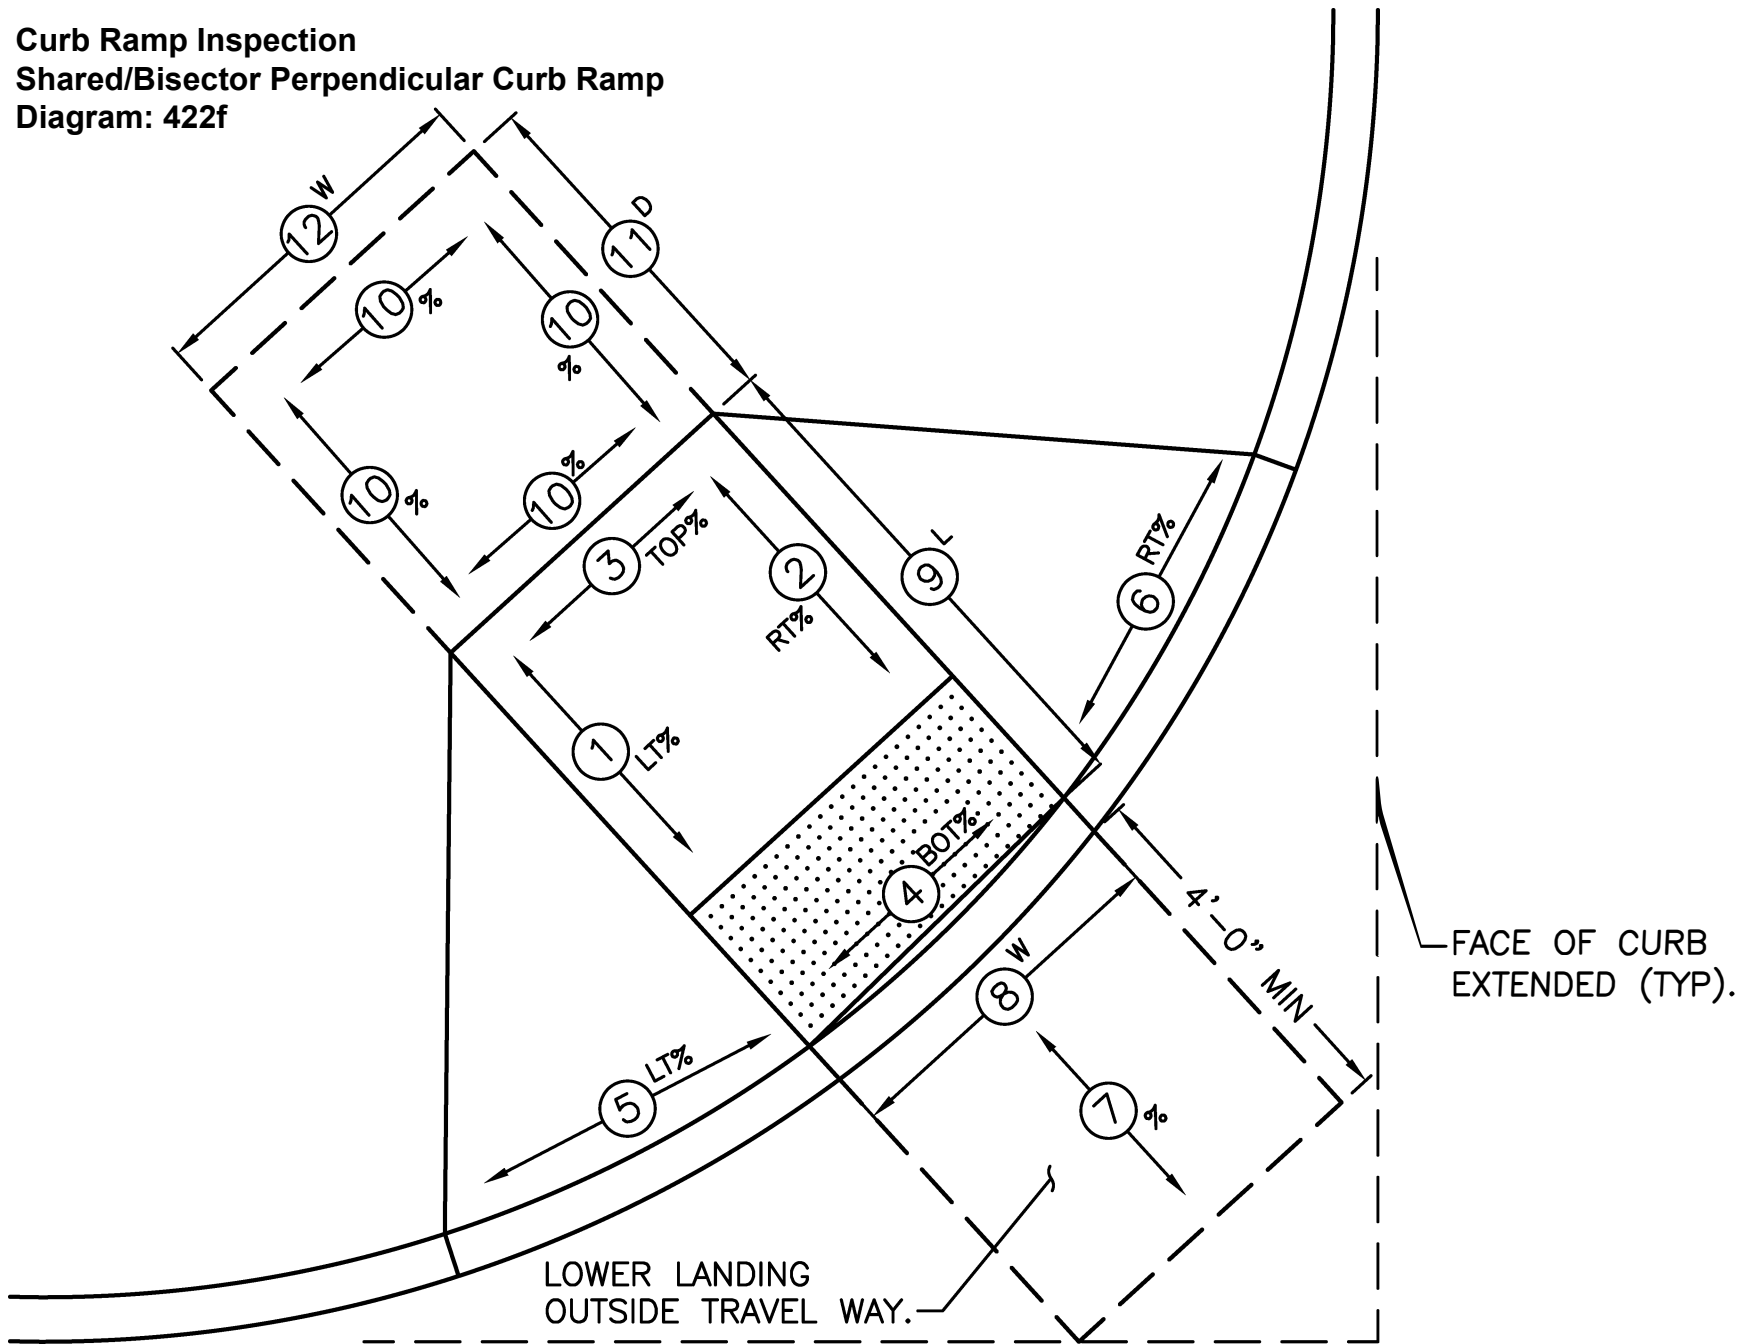 Curb Ramp Inspection
Shared/Bisector Perpendicular Curb Ramp
Diagram: 422f
12 W
11 D
10 %
10 %
10 %
10 %
3 TOP%
2 RT%
9 L
6 RT%
1 LT%
4 BOT%
4'-0" MIN
8 W
5 LT%
7 %
FACE OF CURB
EXTENDED (TYP).
LOWER LANDING
OUTSIDE TRAVEL WAY.